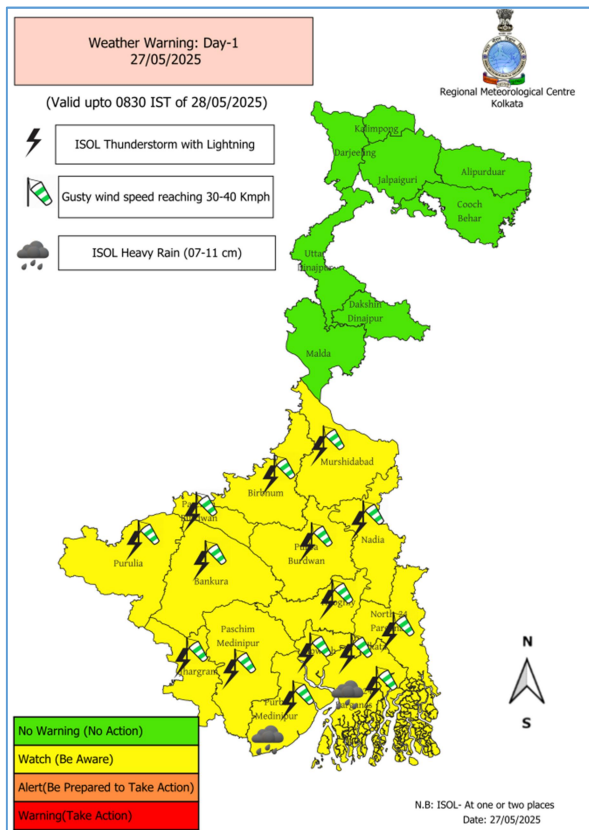 Weather Warning: Day-1
27/05/2025
Regional Meteorological Centre
Kolkata
(Valid upto 0830 IST of 28/05/2025)
ISOL Thunderstorm with Lightning
Gusty wind speed reaching 30-40 Kmph
ISOL Heavy Rain (07-11 cm)
Kalimpong
Darjeeling
Jalpaiguri
Alipurduar
Cooch
Behar
Uttar
Dinajpur
Dakshin
Dinajpur
Malda
Murshidabad
Birbhum
Nadia
Purulia
Burdwan
Bankura
Paschim
Medinipur
North 24
Jhargram
Medinipur
No Warning (No Action)
Watch (Be Aware)
Alert(Be Prepared to Take Action)
Warning(Take Action)
N
S
N.B: ISOL- At one or two places
Date: 27/05/2025